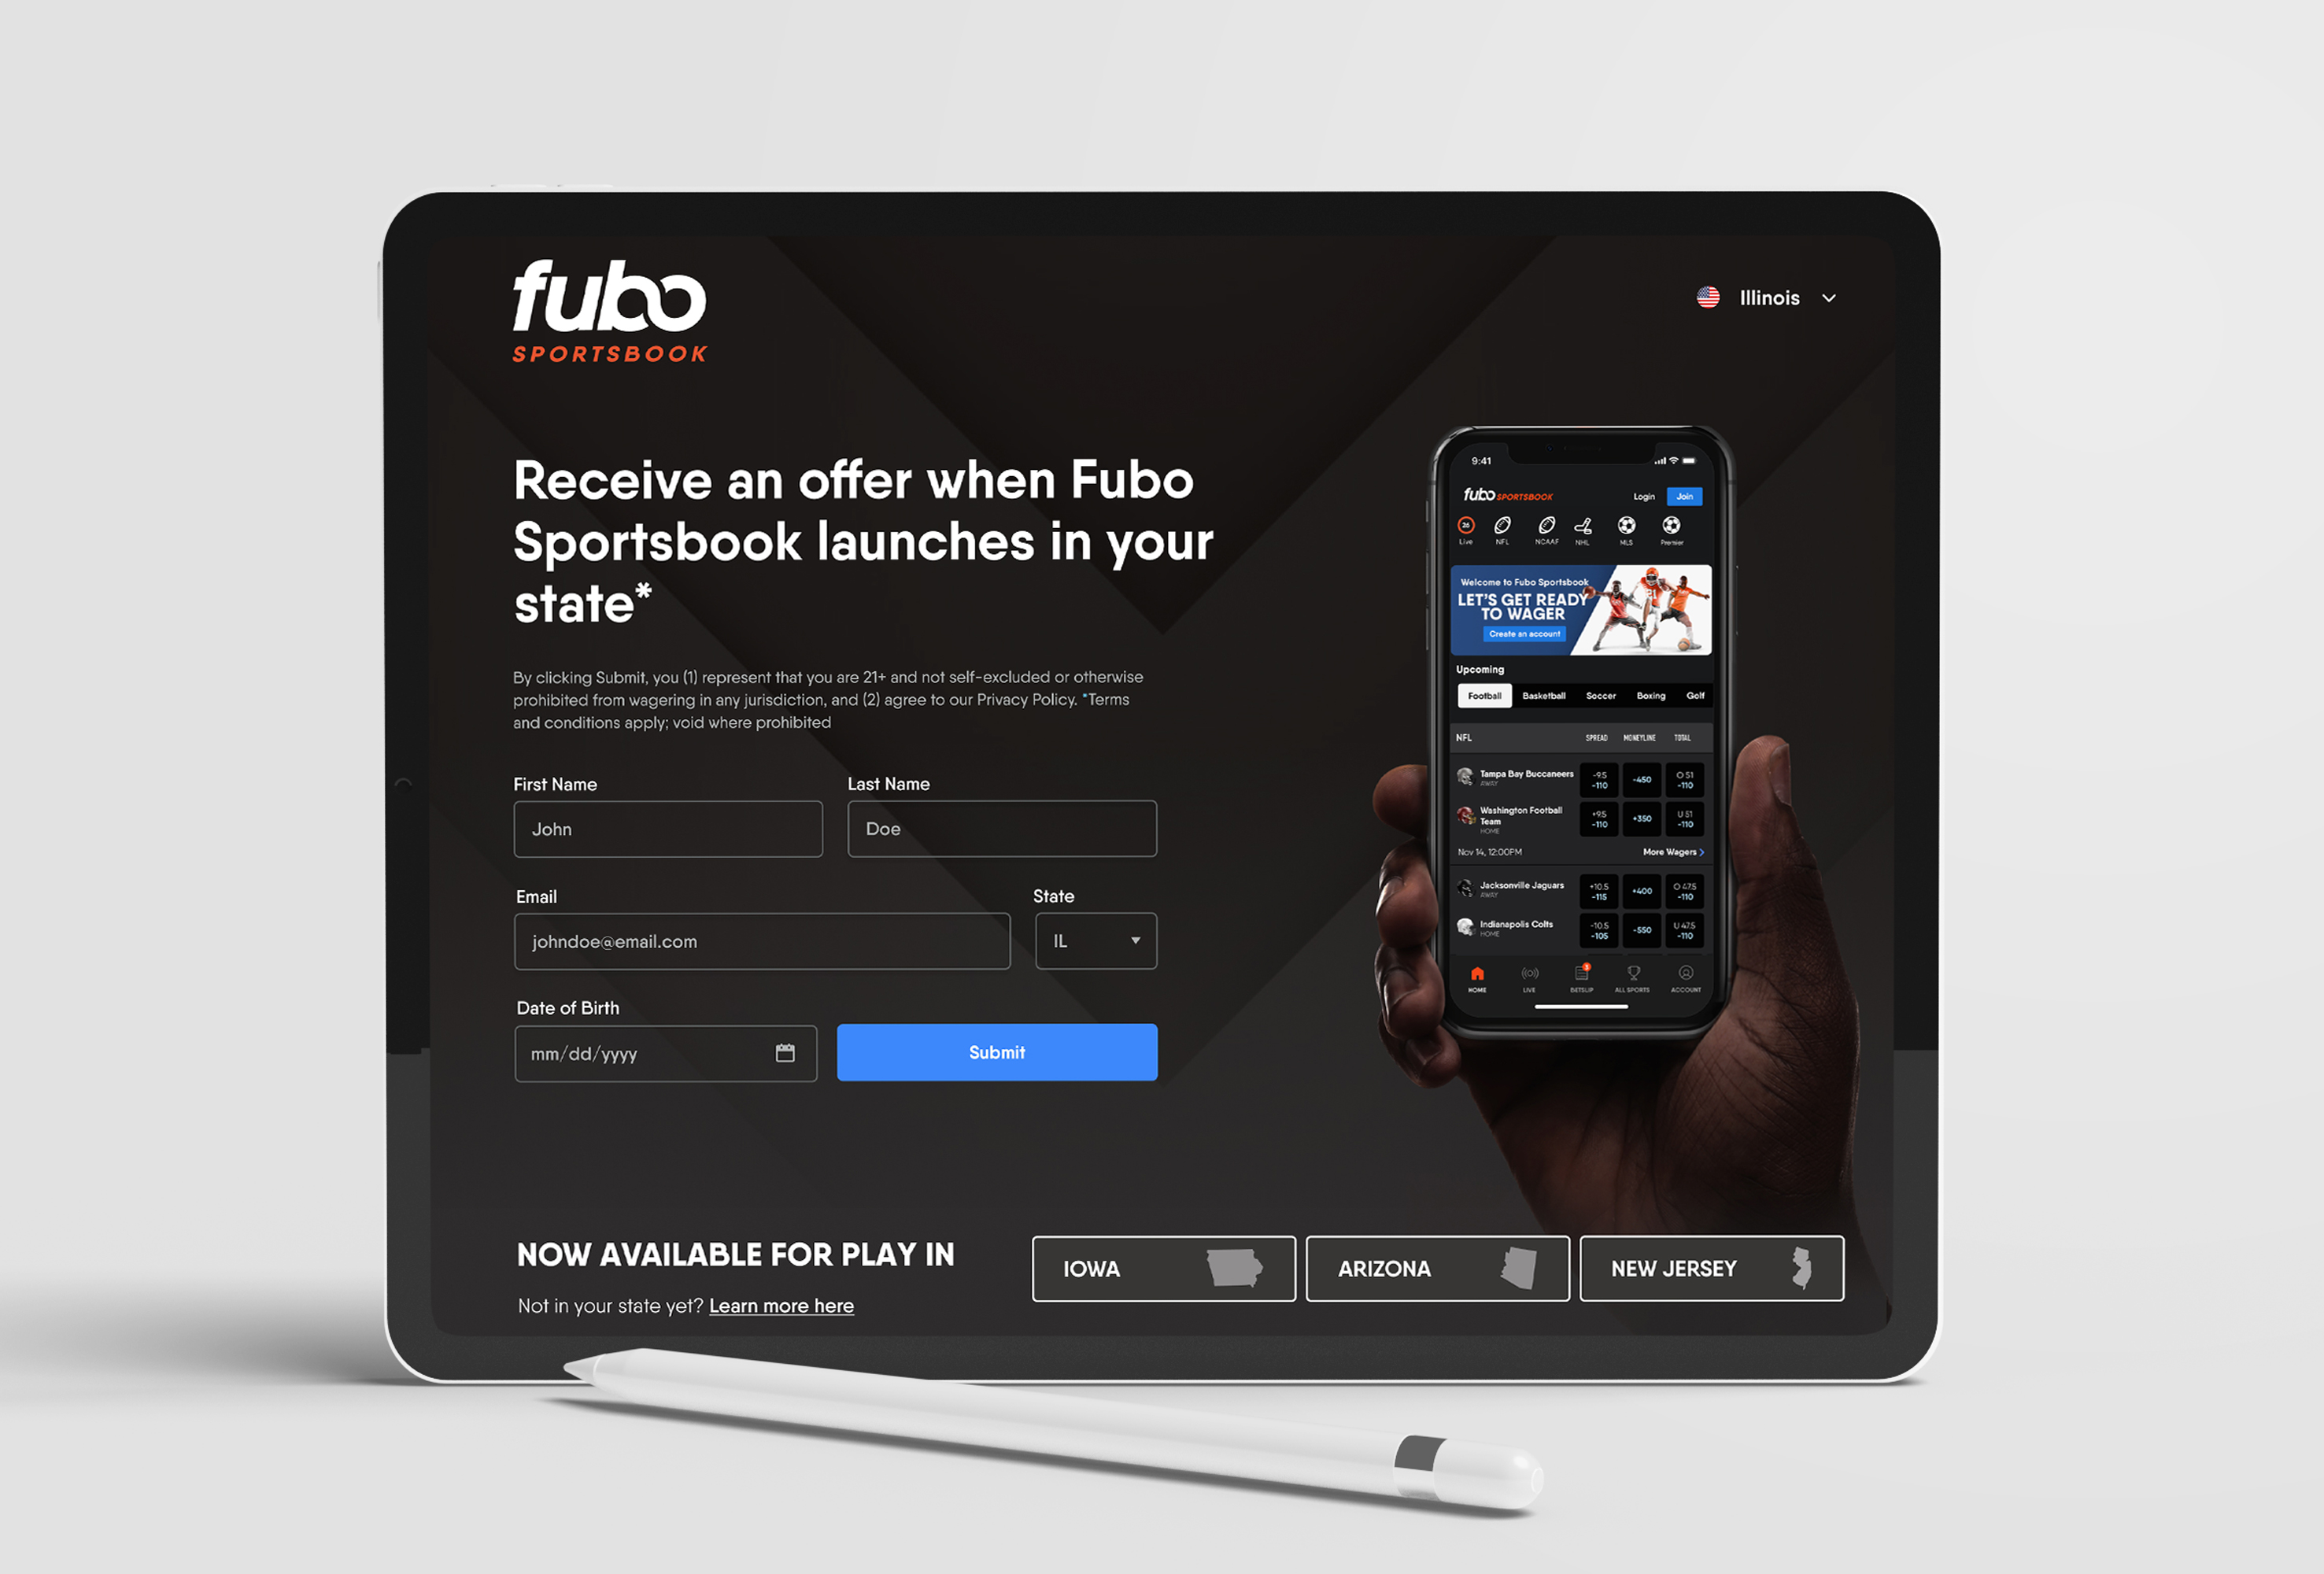 fubo
SPORTSBOOK
Illinois
Receive an offer when Fubo
Sportsbook launches in your
state*
By clicking Submit, you (1) represent that you are 21+ and not self-excluded or otherwise
prohibited from wagering in any jurisdiction, and (2) agree to our Privacy Policy. *Terms
and conditions apply; void where prohibited
First Name
Last Name
John
Doe
Email
State
johndoe@email.com
IL
Date of Birth
mm/dd/yyyy
Submit
9:41
fubo SPORTSBOOK
Login
Join
26
Live
NFL
NCAAF
NHL
MLS
Premier
Welcome to Fubo Sportsbook
LET'S GET READY
TO WAGER
Create an account
21
Upcoming
Football Basketball Soccer Boxing Golf
NFL SPREAD MONEYLINE TOTAL
Tampa Bay Buccaneers
AWAY
-9.5
-110
-450
O 51
-110
Washington Football
Team
HOME
+9.5
-110
+350
U 51
-110
Nov 14, 12:00PM
More Wagers
Jacksonville Jaguars
AWAY
+10.5
-115
+400
O 47.5
-110
Indianapolis Colts
HOME
-10.5
-105
-550
U 47.5
-110
3
HOME
LIVE
BETSLIP
ALL SPORTS
ACCOUNT
NOW AVAILABLE FOR PLAY IN
Not in your state yet? Learn more here
IOWA
ARIZONA
NEW JERSEY